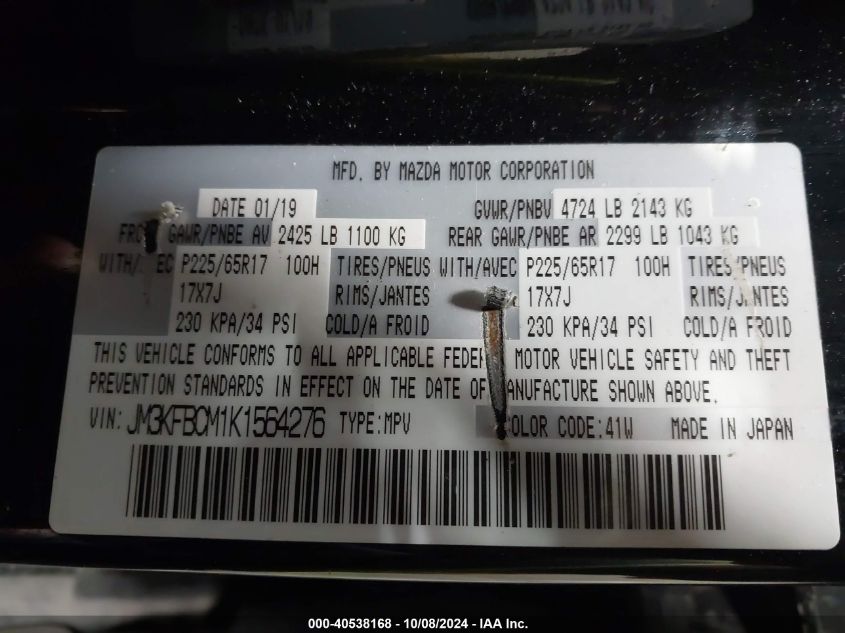 MFD. BY MAZDA MOTOR CORPORATION
DATE 01/19 GVWR/PNBV 4724 LB 2143 KG
GAWR/PNBE AV 2425 LB 1100 KG REAR GAWR/PNBE AR 2299 LB 1043 KG
P225/65R17 100H TIRES/PNEUS WITH/AVEC P225/65R17 100H TIRES/PNEUS
17X7J RIMS/JANTES 17X7J RIMS/JANTES
230 KPA/34 PSI COLD/A FROID 230 KPA/34 PSI COLD/A FROID
THIS VEHICLE CONFORMS TO ALL APPLICABLE MOTOR VEHICLE SAFETY AND THEFT
PREVENTION STANDARDS IN EFFECT ON THE DATE OF MANUFACTURE SHOWN ABOVE.
VIN: JM3KFBCM1K1564276 TYPE:MPV COLOR CODE:41W MADE IN JAPAN
000-40538168 - 10/08/2024 - IAA Inc.